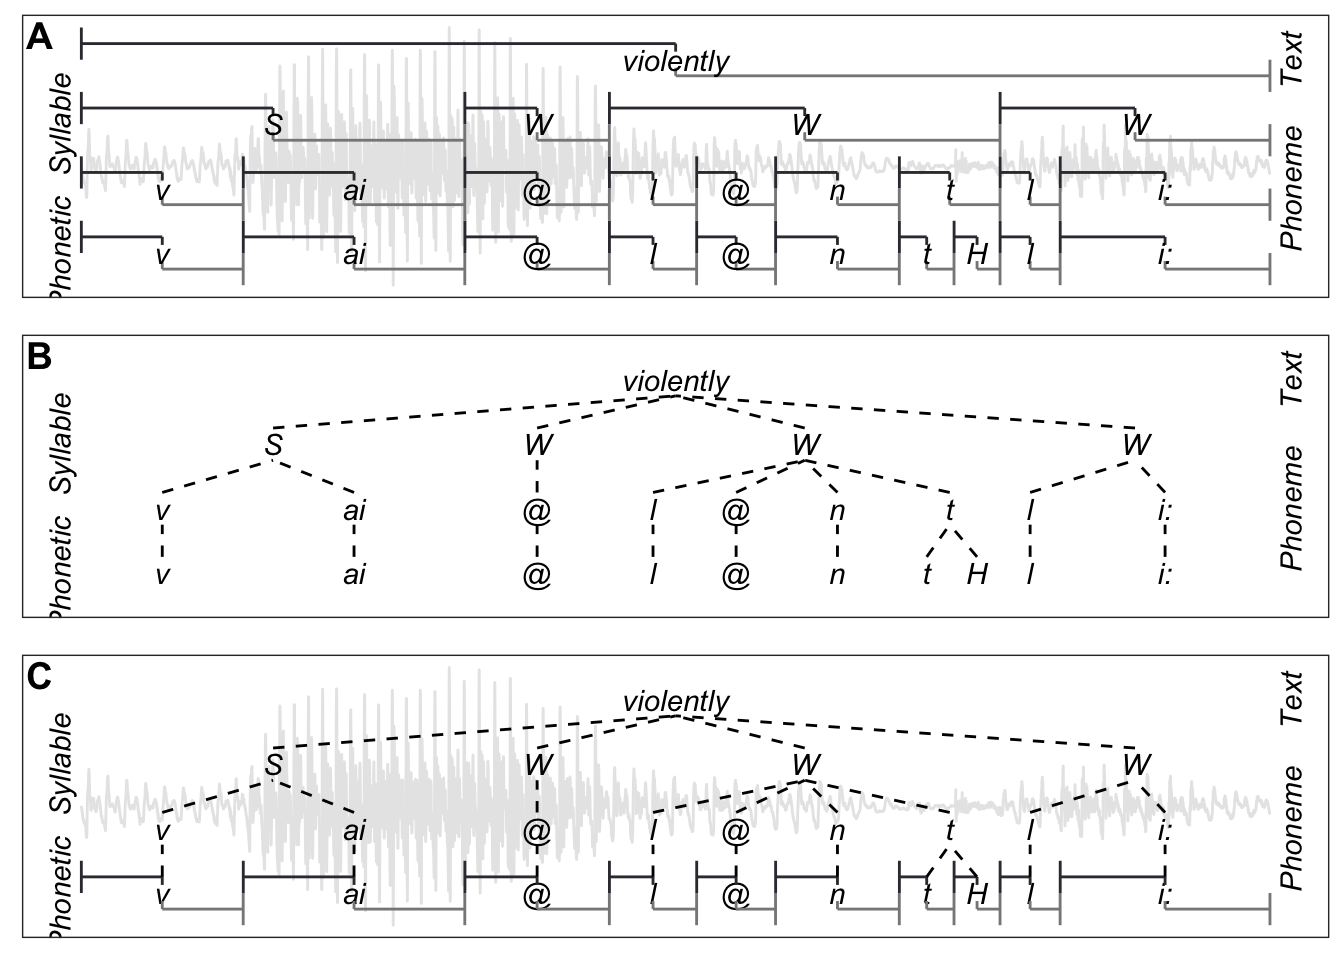 A
violently
Text
Syllable
S W W W
v ai @ l @ n t l i:
Phoneme
Phonetic
v ai @ l @ n t H l i:
B
violently
Text
Syllable
S W W W
v ai @ l @ n t l i:
Phoneme
Phonetic
v ai @ l @ n t H l i:
C
violently
Text
Syllable
S W W W
v ai @ l @ n t l i:
Phoneme
Phonetic
v ai @ l @ n t H l i: